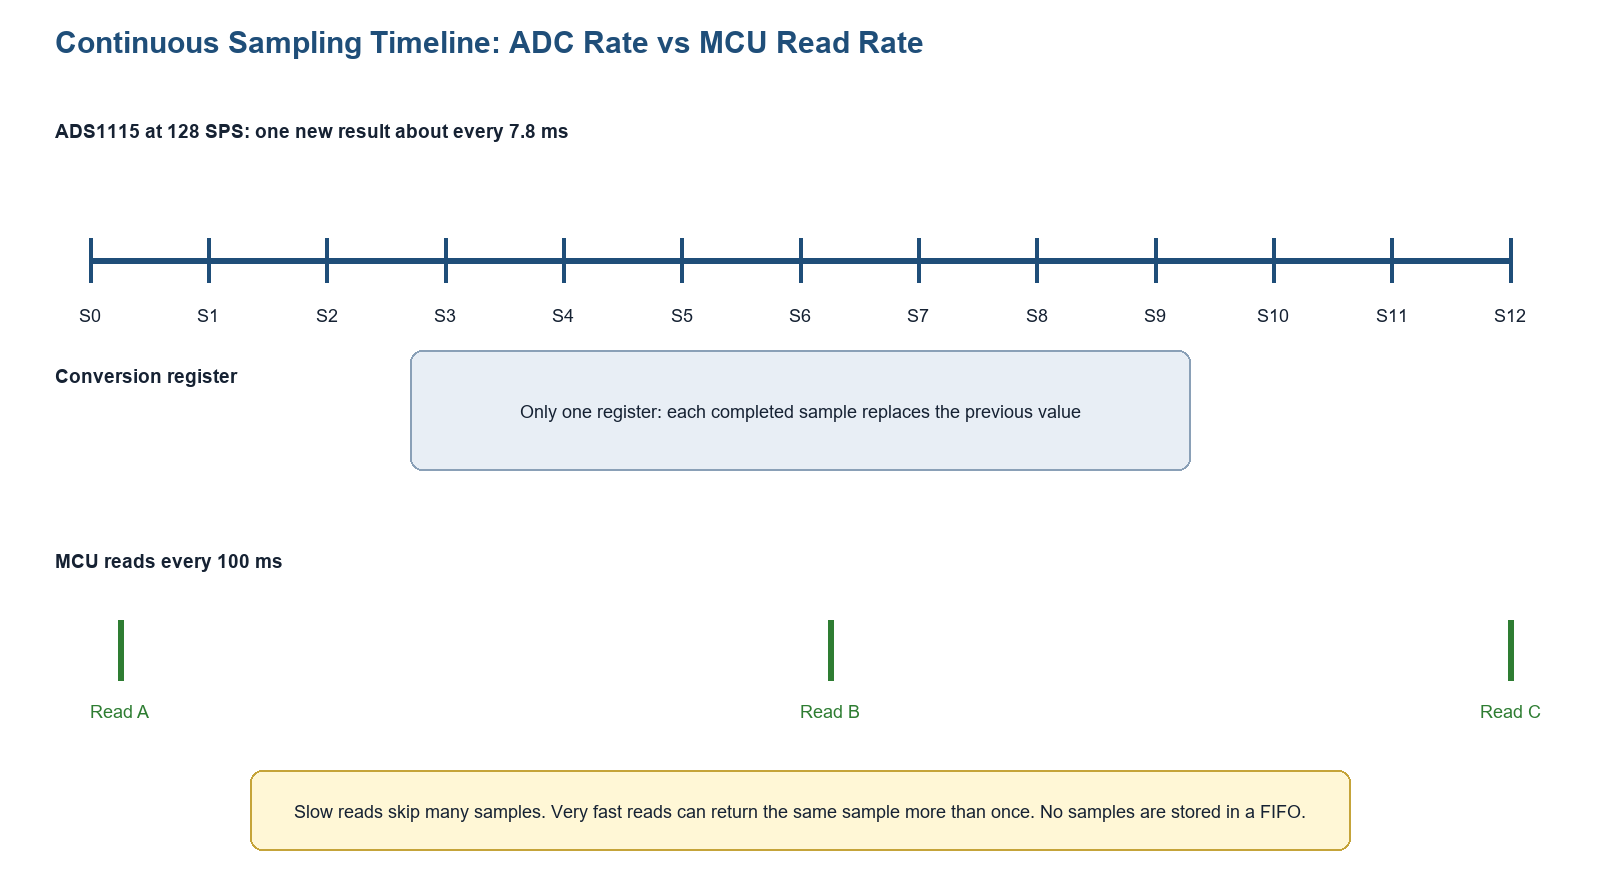 Continuous Sampling Timeline: ADC Rate vs MCU Read Rate
ADS1115 at 128 SPS: one new result about every 7.8 ms
S0 S1 S2 S3 S4 S5 S6 S7 S8 S9 S10 S11 S12
Conversion register
Only one register: each completed sample replaces the previous value
MCU reads every 100 ms
Read A Read B Read C
Slow reads skip many samples. Very fast reads can return the same sample more than once. No samples are stored in a FIFO.